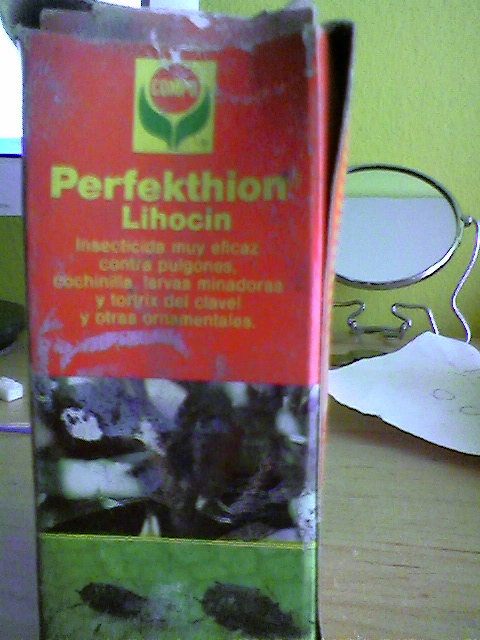 COMPO
Perfekthion
Lihocin
Insecticida muy eficaz
contra pulgones,
cochinilla, larvas minadoras
y tortrix del clavel
y otras ornamentales.